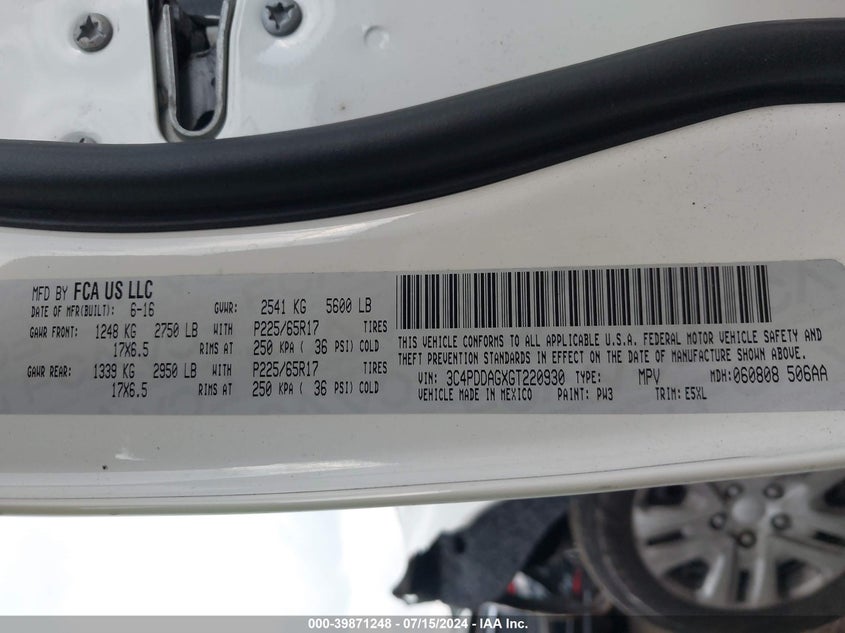 MFD BY FCA US LLC
DATE OF MFR(BUILT): 6-16 GVWR: 2541 KG 5600 LB
GAWR FRONT: 1248 KG 2750 LB WITH P225/65R17 TIRES
17X6.5 RIMS AT 250 KPA ( 36 PSI) COLD
GAWR REAR: 1339 KG 2950 LB WITH P225/65R17 TIRES
17X6.5 RIMS AT 250 KPA ( 36 PSI) COLD
THIS VEHICLE CONFORMS TO ALL APPLICABLE U.S.A. FEDERAL MOTOR VEHICLE SAFETY AND
THEFT PREVENTION STANDARDS IN EFFECT ON THE DATE OF MANUFACTURE SHOWN ABOVE.
VIN: 3C4PDDAGXGT220930 TYPE: MPV MDH:060808 506AA
VEHICLE MADE IN MEXICO PAINT: PW3 TRIM: E5XL
000-39871248 - 07/15/2024 - IAA Inc.